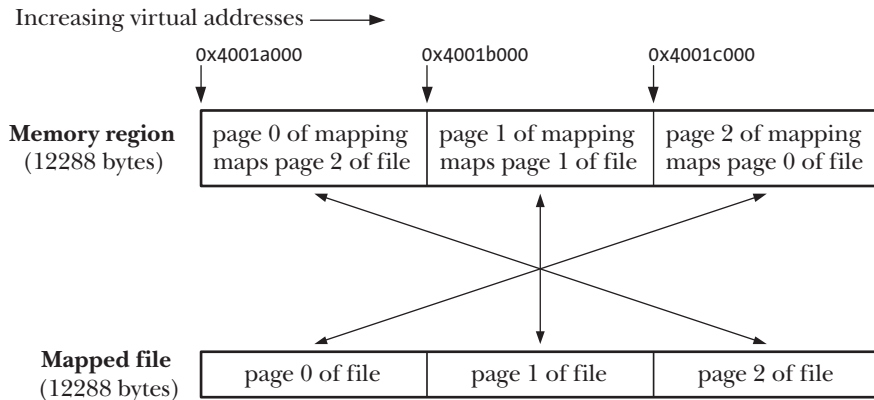 Increasing virtual addresses
0x4001a000 0x4001b000 0x4001c000
Memory region
(12288 bytes)
page 0 of mapping
maps page 2 of file
page 1 of mapping
maps page 1 of file
page 2 of mapping
maps page 0 of file
Mapped file
(12288 bytes)
page 0 of file
page 1 of file
page 2 of file